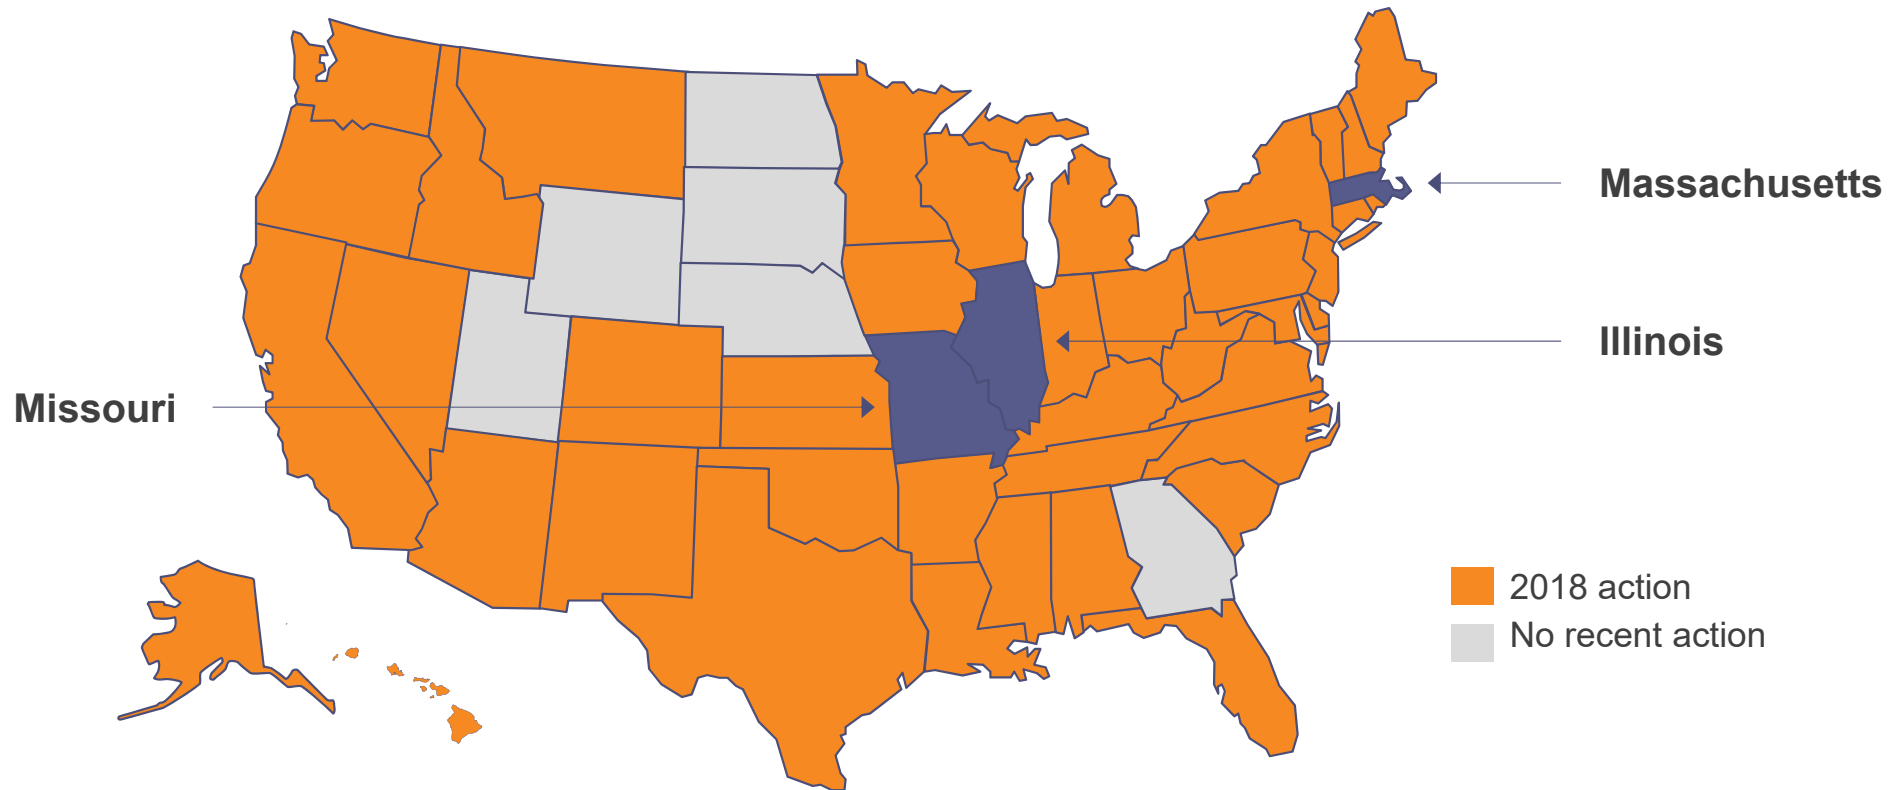 Massachusetts
Illinois
Missouri
2018 action
No recent action